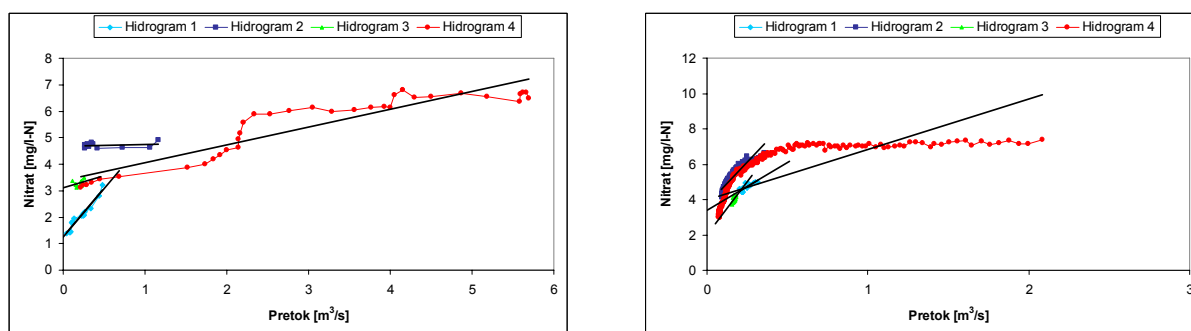 Hidrogram 1 Hidrogram 2 Hidrogram 3 Hidrogram 4
Nitrat [mg/l-N]
8
7
6
5
4
3
2
1
0
0 1 2 3 4 5 6
Pretok [m³/s]
Hidrogram 1 Hidrogram 2 Hidrogram 3 Hidrogram 4
Nitrat [mg/l-N]
12
10
8
6
4
2
0
0 1 2 3
Pretok [m³/s]